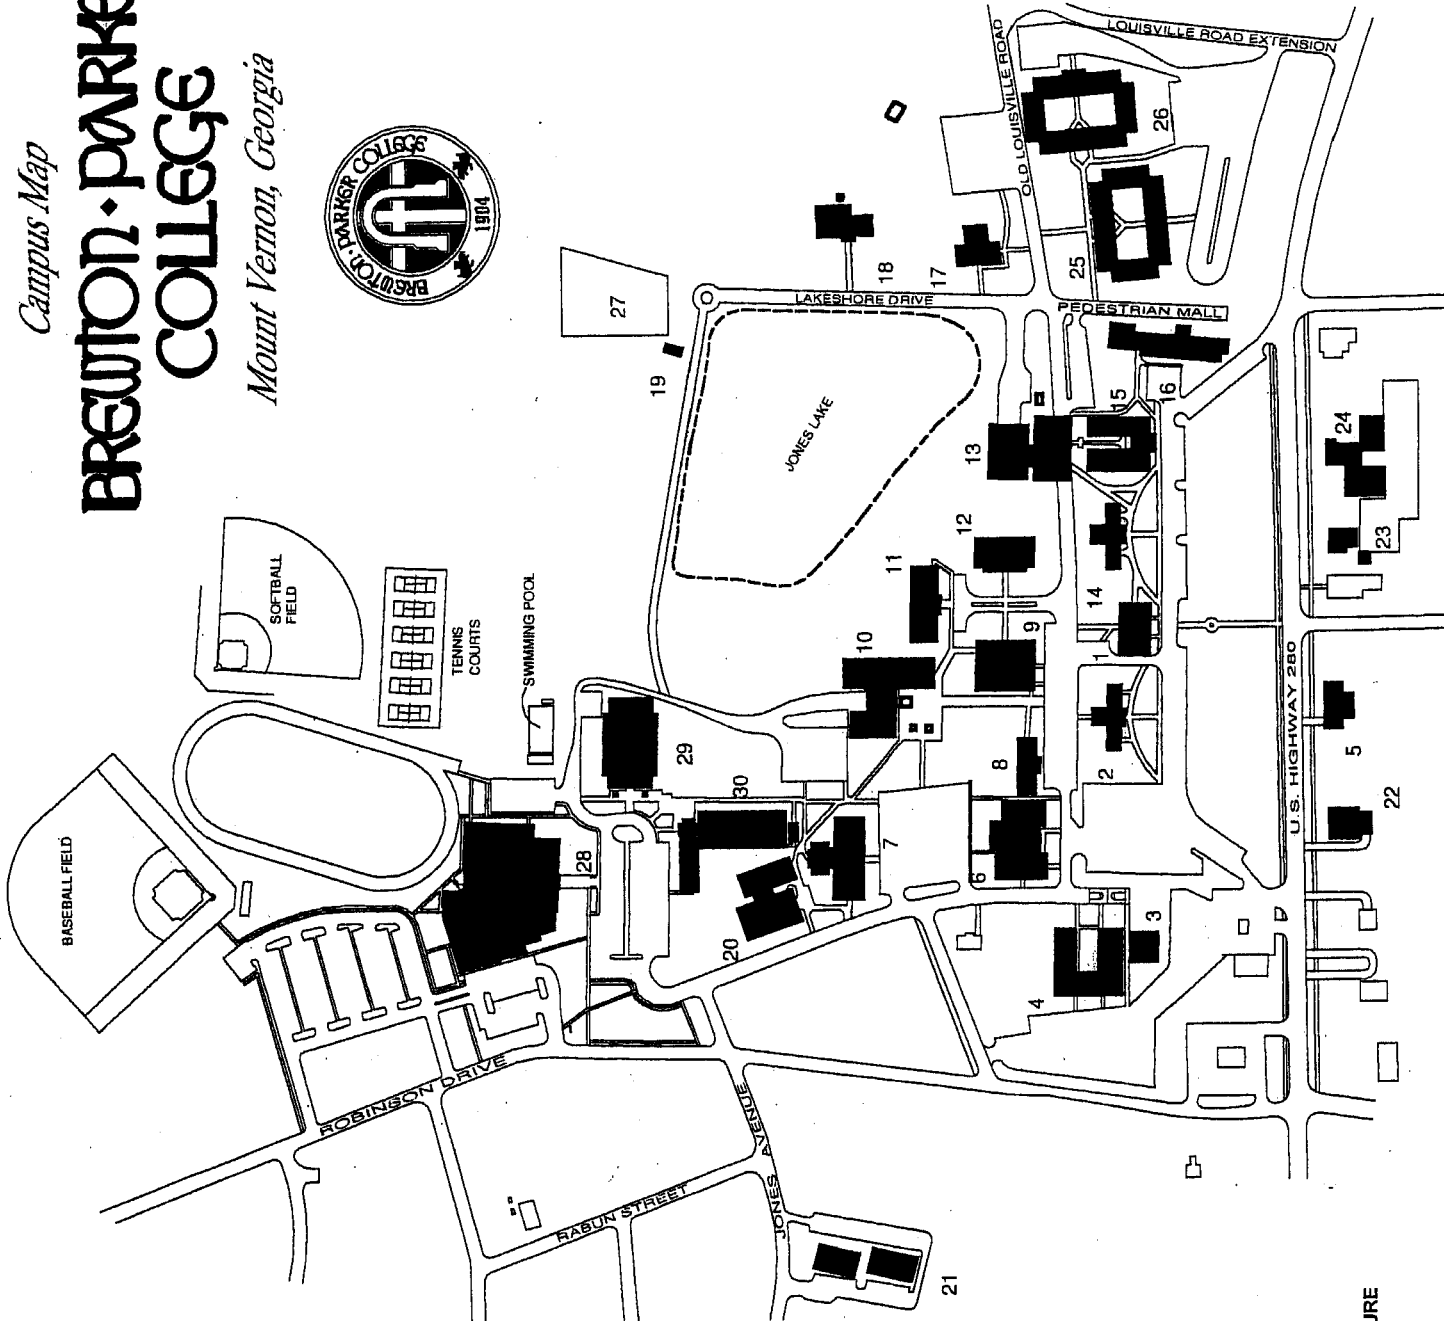 Campus Map
BREWTON·PARKE
COLLEGE
Mount Vernon, Georgia
BREWTON·PARKER COLLEGE
1904
LOUISVILLE ROAD EXTENSION
OLD LOUISVILLE ROAD
26
25
18
17
LAKESHORE DRIVE
PEDESTRIAN MALL
27
19
JONES LAKE
13
15
16
24
23
12
11
14
10
9
1
SOFTBALL
FIELD
TENNIS
COURTS
SWIMMING POOL
29
30
8
2
U.S. HIGHWAY 280
5
22
BASEBALL FIELD
28
7
6
20
3
4
ROBINSON DRIVE
RABUN STREET
JONES AVENUE
21
URE